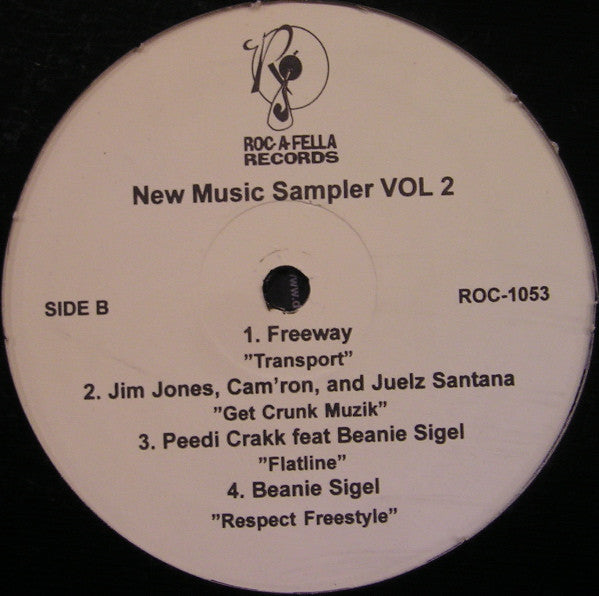 ROC-A-FELLA
RECORDS
New Music Sampler VOL 2
SIDE B
ROC-1053
1. Freeway
"Transport"
2. Jim Jones, Cam'ron, and Juelz Santana
"Get Crunk Muzik"
3. Peedi Crakk feat Beanie Sigel
"Flatline"
4. Beanie Sigel
"Respect Freestyle"